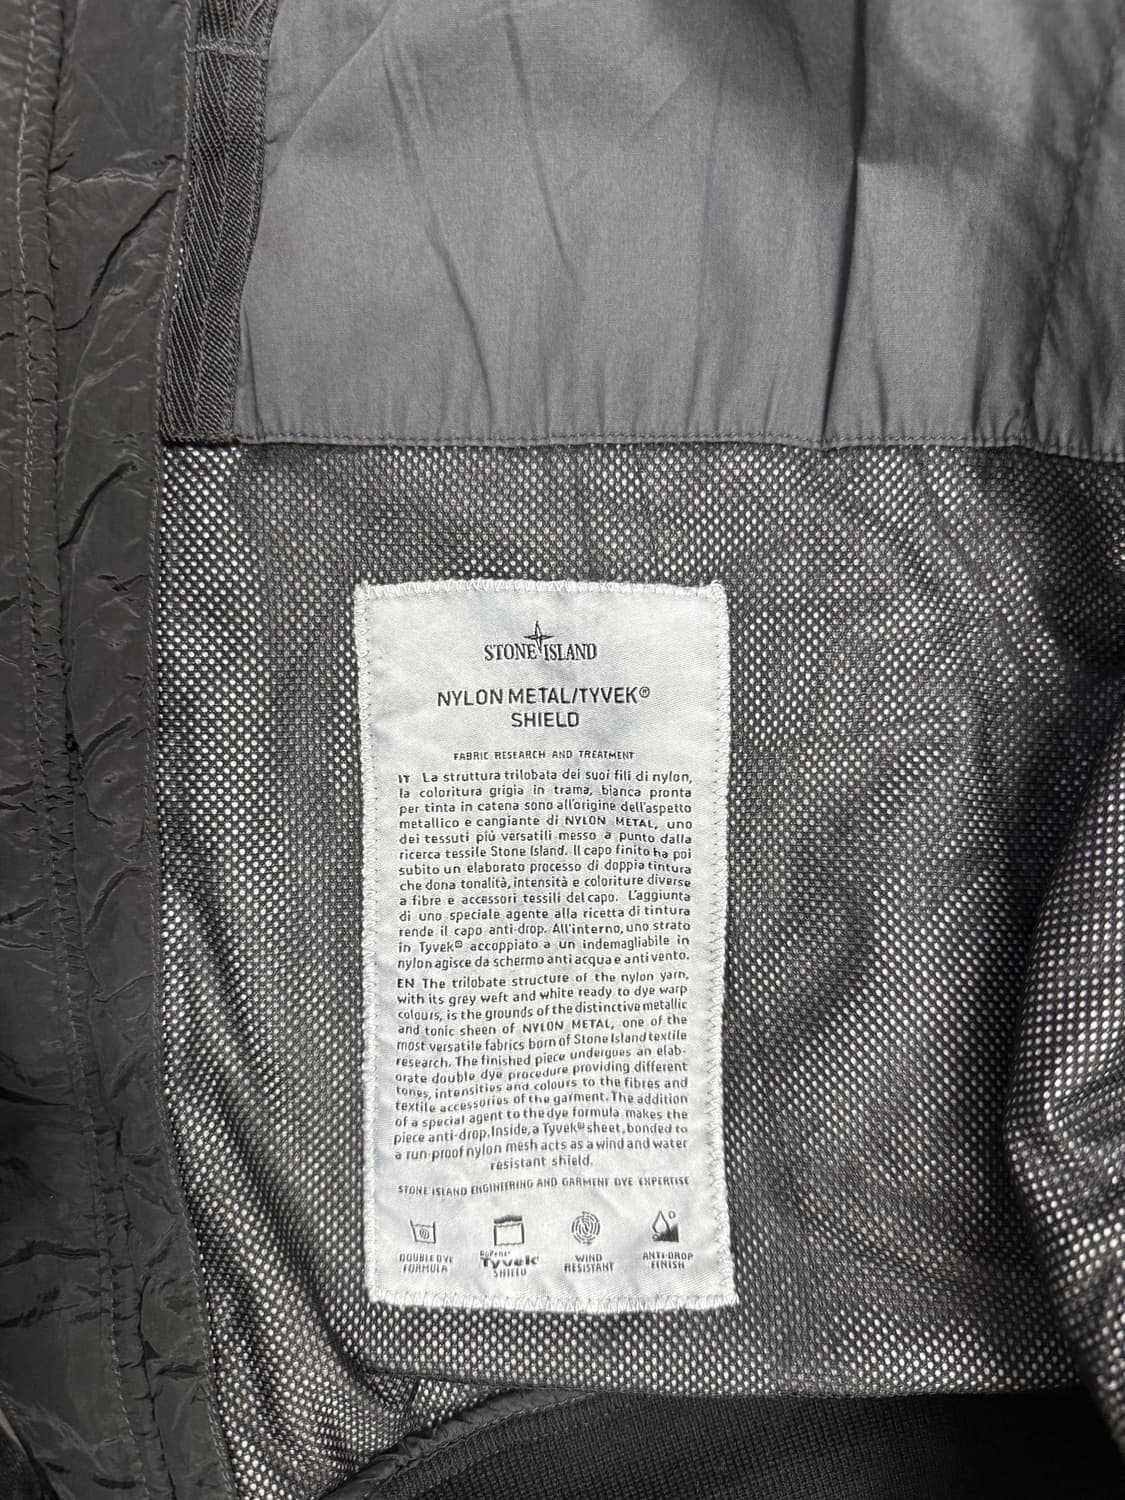 STONE ISLAND
NYLON METAL/TYVEK®
SHIELD
FABRIC RESEARCH AND TREATMENT
IT La struttura trilobata dei suoi fili di nylon,
la coloritura grigia in trama, bianca pronta
per tinta in catena sono all'origine dell'aspetto
metallico e cangiante di NYLON METAL, uno
dei tessuti più versatili messo a punto dalla
ricerca tessile Stone Island. Il capo finito ha poi
subito un elaborato processo di doppia tintura
che dona tonalità, intensità e coloriture diverse
a fibre e accessori tessili del capo. L'aggiunta
di uno speciale agente alla ricetta di tintura
rende il capo anti-drop. All'interno, uno strato
in Tyvek® accoppiato a un indemagliabile in
nylon agisce da schermo anti acqua e anti vento.
EN The trilobate structure of the nylon yarn,
with its grey weft and white ready to dye warp
colours, is the grounds of the distinctive metallic
and tonic sheen of NYLON METAL, one of the
most versatile fabrics born of Stone Island textile
research. The finished piece undergoes an elab-
orate double dye procedure providing different
tones, intensities and colours to the fibres and
textile accessories of the garment. The addition
of a special agent to the dye formula makes the
piece anti-drop. Inside, a Tyvek® sheet, bonded to
a run-proof nylon mesh acts as a wind and water
resistant shield.
STONE ISLAND ENGINEERING AND GARMENT DYE EXPERTISE
DOUBLE DYE
FORMULA
DuPont™
Tyvek®
SHIELD
WIND
RESISTANT
ANTI-DROP
FINISH